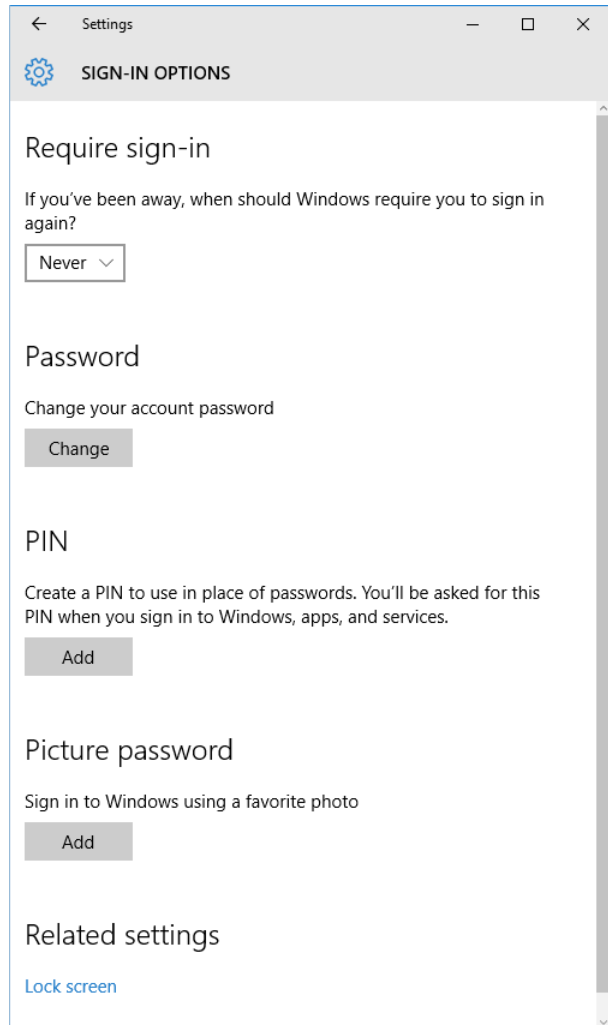 Settings
SIGN-IN OPTIONS
Require sign-in
If you've been away, when should Windows require you to sign in
again?
Never
Password
Change your account password
Change
PIN
Create a PIN to use in place of passwords. You'll be asked for this
PIN when you sign in to Windows, apps, and services.
Add
Picture password
Sign in to Windows using a favorite photo
Add
Related settings
Lock screen